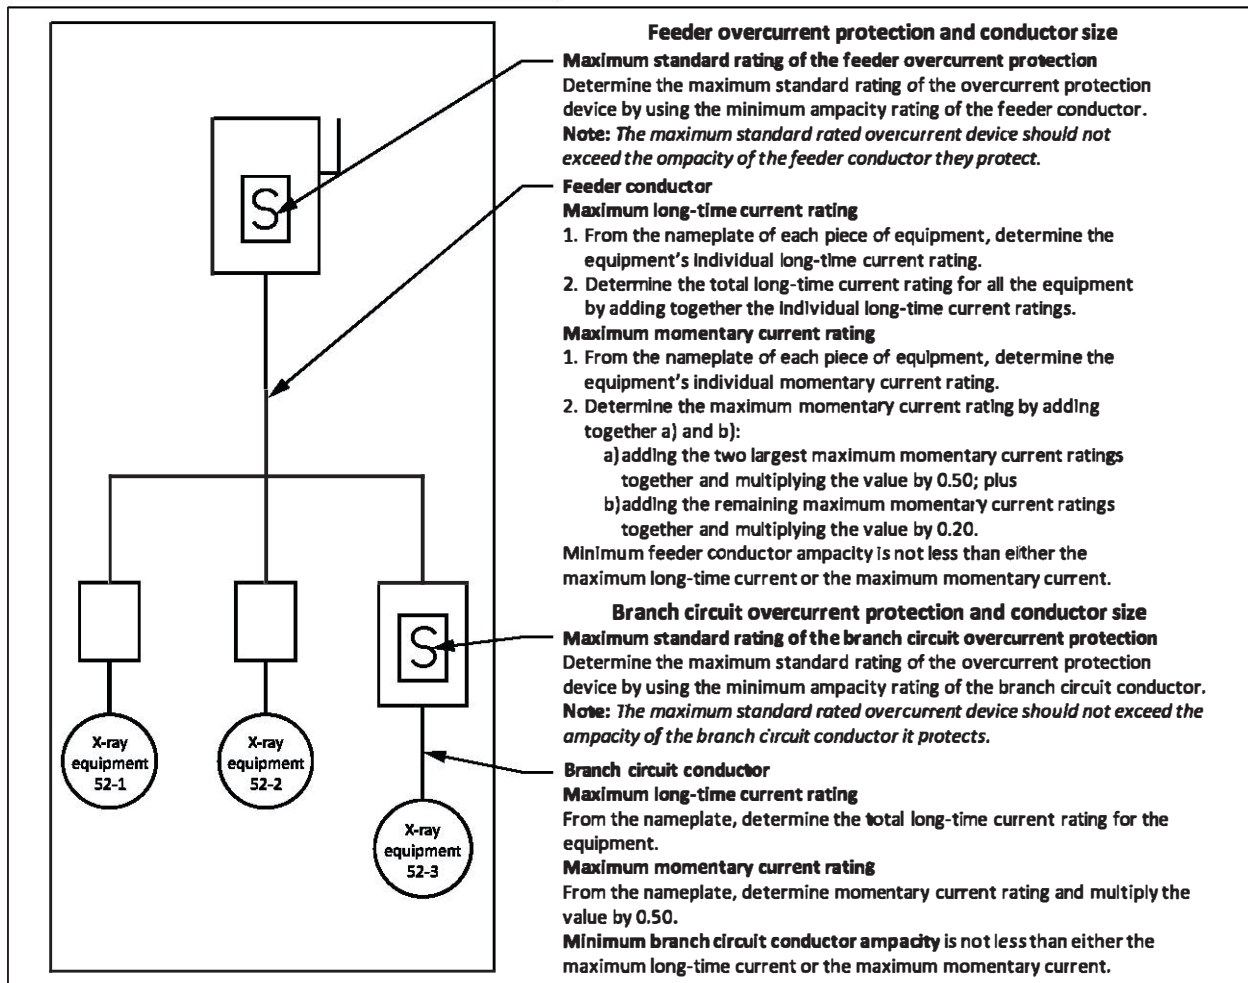 Feeder overcurrent protection and conductor size
Maximum standard rating of the feeder overcurrent protection
Determine the maximum standard rating of the overcurrent protection
device by using the minimum ampacity rating of the feeder conductor.
Note: The maximum standard rated overcurrent device should not
exceed the ompacity of the feeder conductor they protect.
Feeder conductor
Maximum long-time current rating
1. From the nameplate of each piece of equipment, determine the
equipment's individual long-time current rating.
2. Determine the total long-time current rating for all the equipment
by adding together the individual long-time current ratings.
Maximum momentary current rating
1. From the nameplate of each piece of equipment, determine the
equipment's individual momentary current rating.
2. Determine the maximum momentary current rating by adding
together a) and b):
a) adding the two largest maximum momentary current ratings
together and multiplying the value by 0.50; plus
b) adding the remaining maximum momentary current ratings
together and multiplying the value by 0.20.
Minimum feeder conductor ampacity is not less than either the
maximum long-time current or the maximum momentary current.
Branch circuit overcurrent protection and conductor size
Maximum standard rating of the branch circuit overcurrent protection
Determine the maximum standard rating of the overcurrent protection
device by using the minimum ampacity rating of the branch circuit conductor.
Note: The maximum standard rated overcurrent device should not exceed the
ampacity of the branch circuit conductor it protects.
Branch circuit conductor
Maximum long-time current rating
From the nameplate, determine the total long-time current rating for the
equipment.
Maximum momentary current rating
From the nameplate, determine momentary current rating and multiply the
value by 0.50.
Minimum branch circuit conductor ampacity is not less than either the
maximum long-time current or the maximum momentary current.
S
S
X-ray
equipment
52-1
X-ray
equipment
52-2
X-ray
equipment
52-3